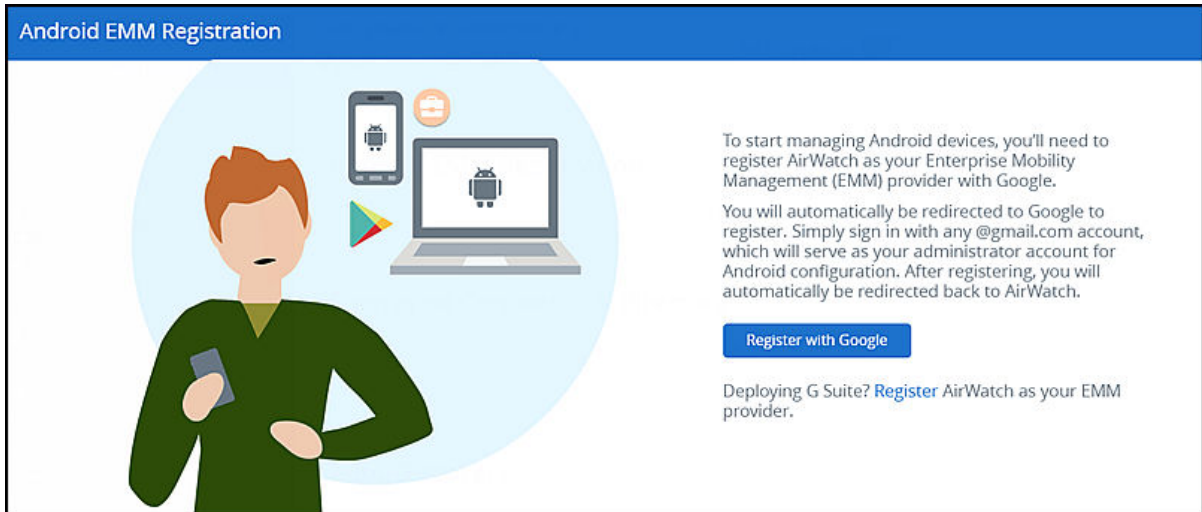 Android EMM Registration
To start managing Android devices, you'll need to
register AirWatch as your Enterprise Mobility
Management (EMM) provider with Google.
You will automatically be redirected to Google to
register. Simply sign in with any @gmail.com account,
which will serve as your administrator account for
Android configuration. After registering, you will
automatically be redirected back to AirWatch.
Register with Google
Deploying G Suite? Register AirWatch as your EMM
provider.